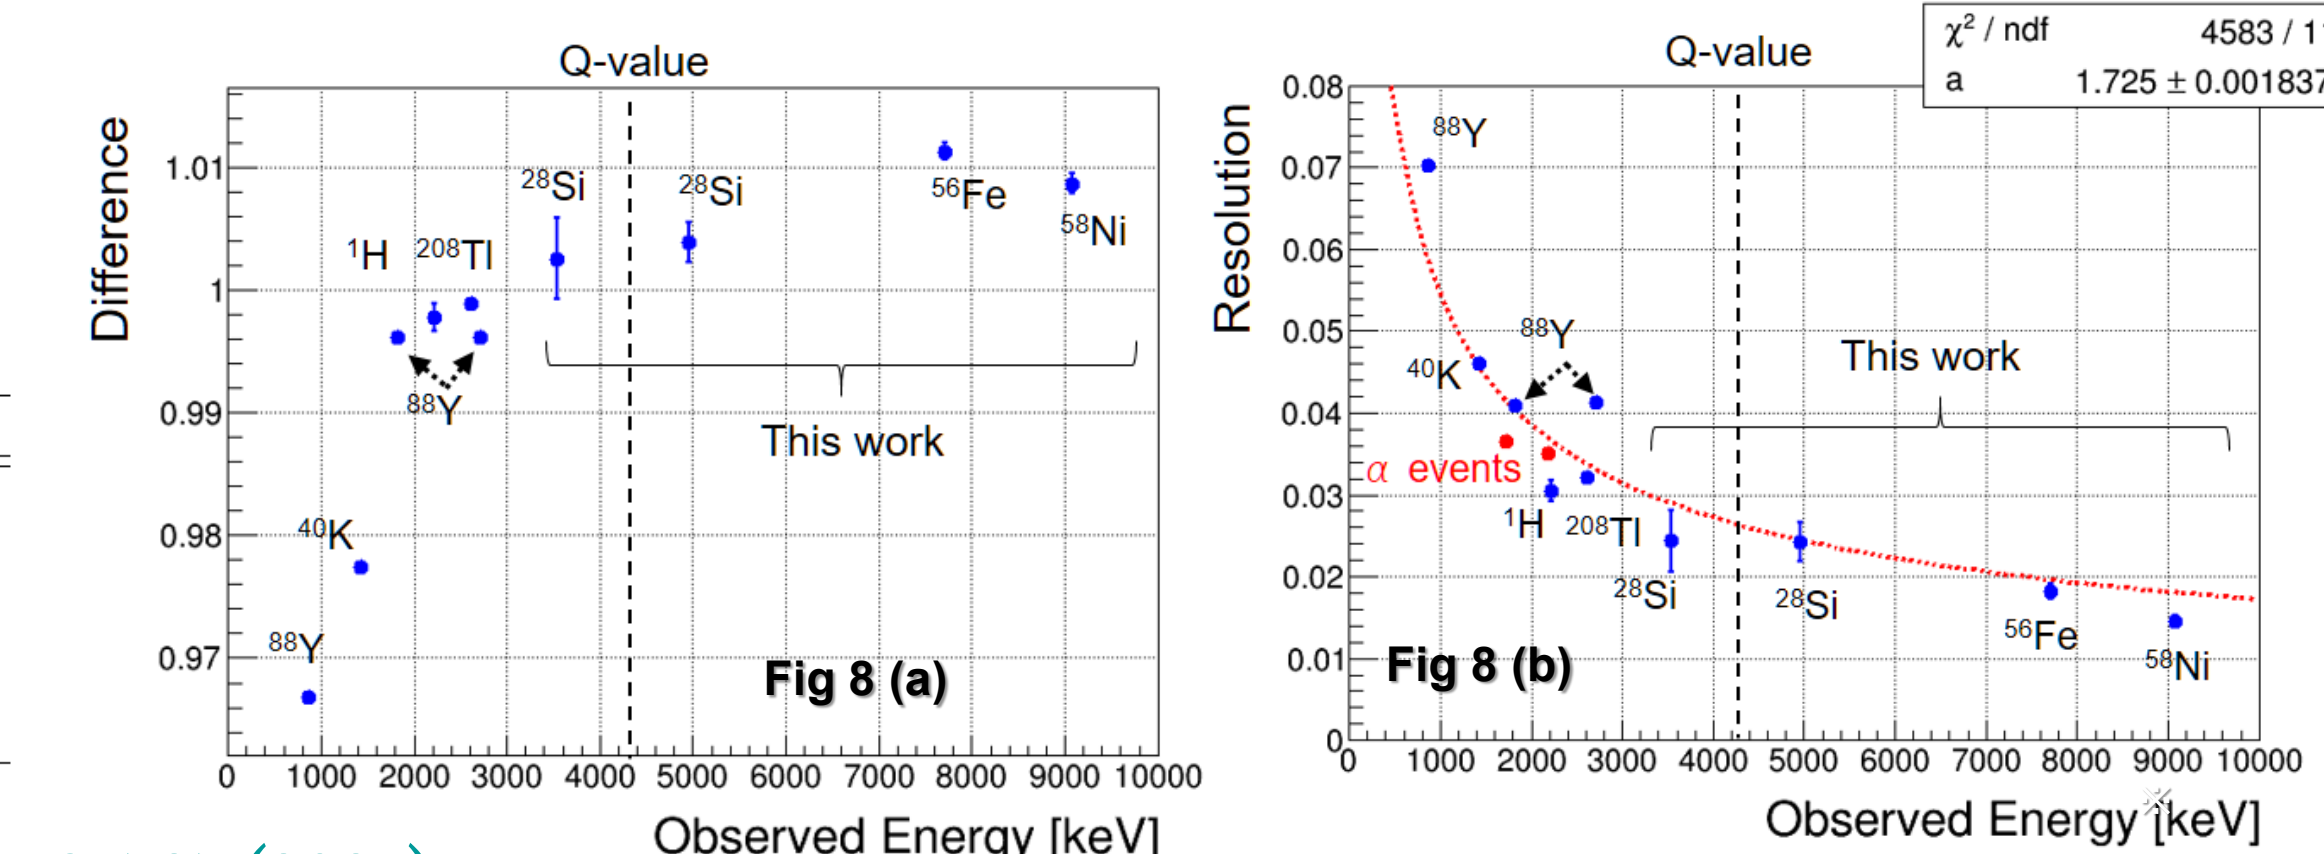 Q-value
Difference
1.01
1
0.99
0.98
0.97
28Si
28Si
56Fe
58Ni
1H 208Tl
88Y
This work
40K
88Y
Fig 8 (a)
0 1000 2000 3000 4000 5000 6000 7000 8000 9000 10000
Observed Energy [keV]
Q-value
χ2 / ndf 4583 / 1
a 1.725 ± 0.001837
Resolution
0.08
0.07
0.06
0.05
0.04
0.03
0.02
0.01
0
88Y
88Y
40K
This work
α events
1H 208Tl
28Si
28Si
56Fe
58Ni
Fig 8 (b)
0 1000 2000 3000 4000 5000 6000 7000 8000 9000 10000
Observed Energy [keV]